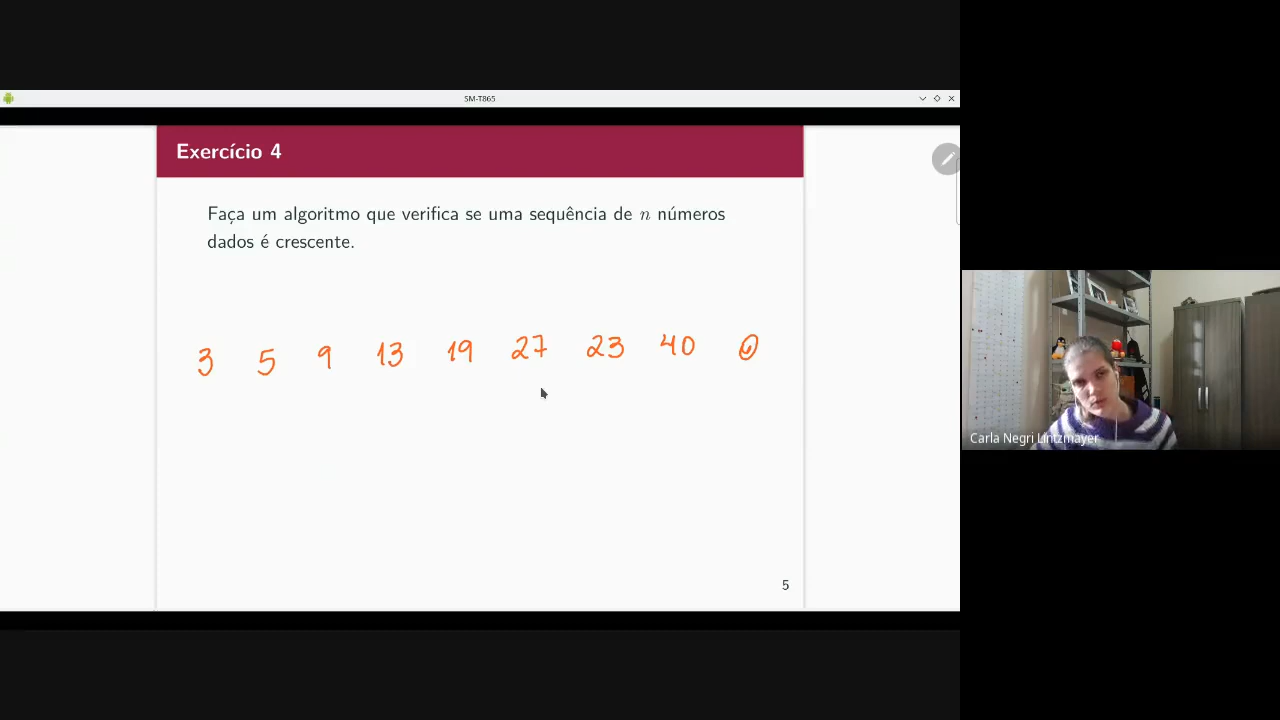 SM-T865
Exercício 4
Faça um algoritmo que verifica se uma sequência de n números
dados é crescente.
3 5 9 13 19 27 23 40
5
Carla Negri Lintzmayer